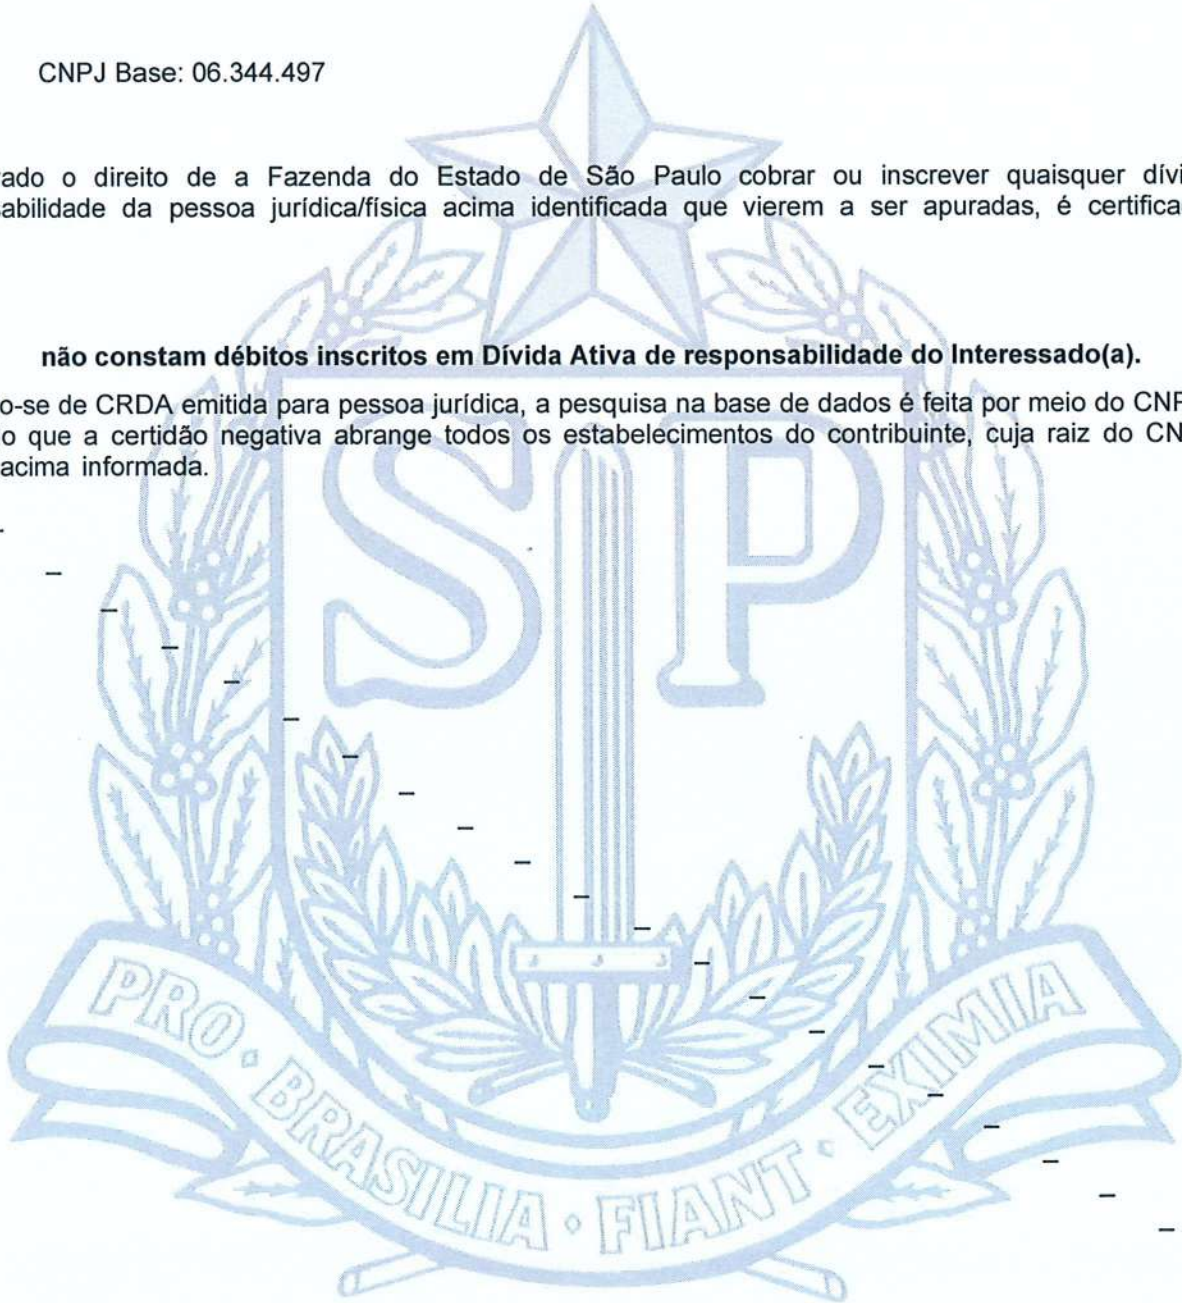 CNPJ Base: 06.344.497
ado o direito de a Fazenda do Estado de São Paulo cobrar ou inscrever quaisquer dívi
sabilidade da pessoa jurídica/física acima identificada que vierem a ser apuradas, é certifica
não constam débitos inscritos em Dívida Ativa de responsabilidade do Interessado(a).
o-se de CRDA emitida para pessoa jurídica, a pesquisa na base de dados é feita por meio do CNP
o que a certidão negativa abrange todos os estabelecimentos do contribuinte, cuja raiz do CN
acima informada.
SP
PRO BRASILIA FIANT EXIMIA